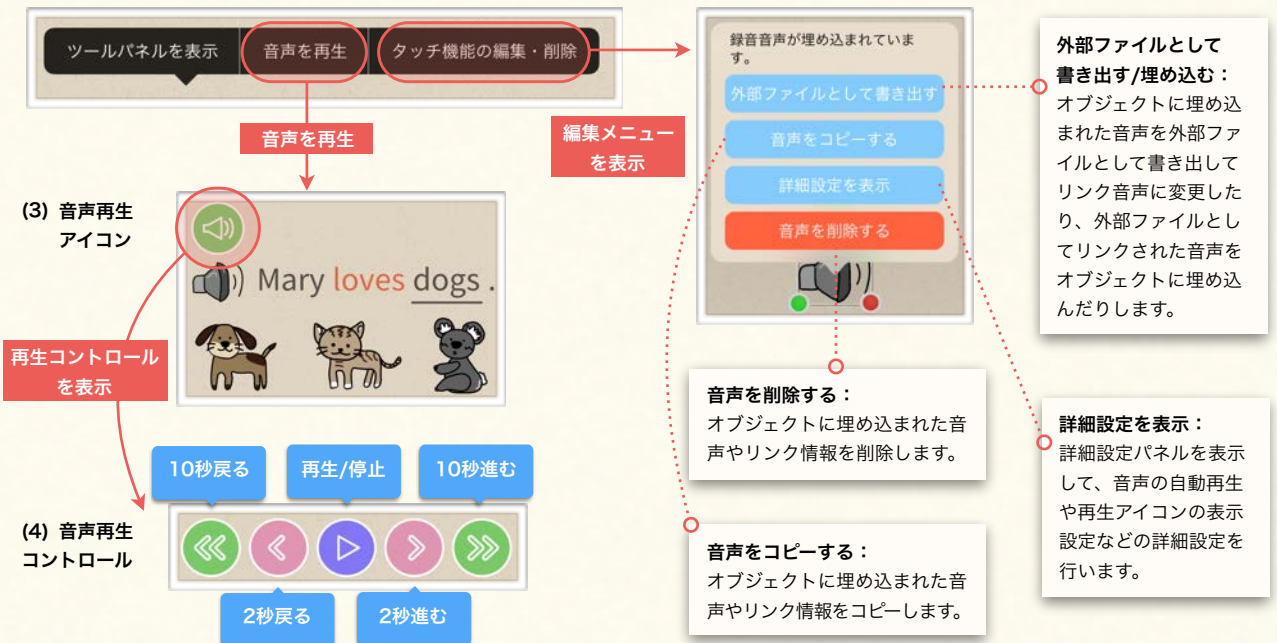 ツールパネルを表示
音声を再生
タッチ機能の編集・削除
音声を再生
編集メニュー
を表示
(3) 音声再生
アイコン
Mary loves dogs .
再生コントロール
を表示
10秒戻る
再生/停止
10秒進む
(4) 音声再生
コントロール
2秒戻る
2秒進む
録音音声が埋め込まれていま
す。
外部ファイルとして書き出す
音声をコピーする
詳細設定を表示
音声を削除する
外部ファイルとして
書き出す/埋め込む：
オブジェクトに埋め込
まれた音声を外部ファ
イルとして書き出して
リンク音声に変更した
り、外部ファイルとし
てリンクされた音声を
オブジェクトに埋め込
んだりします。
音声を削除する：
オブジェクトに埋め込まれた音
声やリンク情報を削除します。
詳細設定を表示：
詳細設定パネルを表示
して、音声の自動再生
や再生アイコンの表示
設定などの詳細設定を
行います。
音声をコピーする：
オブジェクトに埋め込まれた音
声やリンク情報をコピーします。